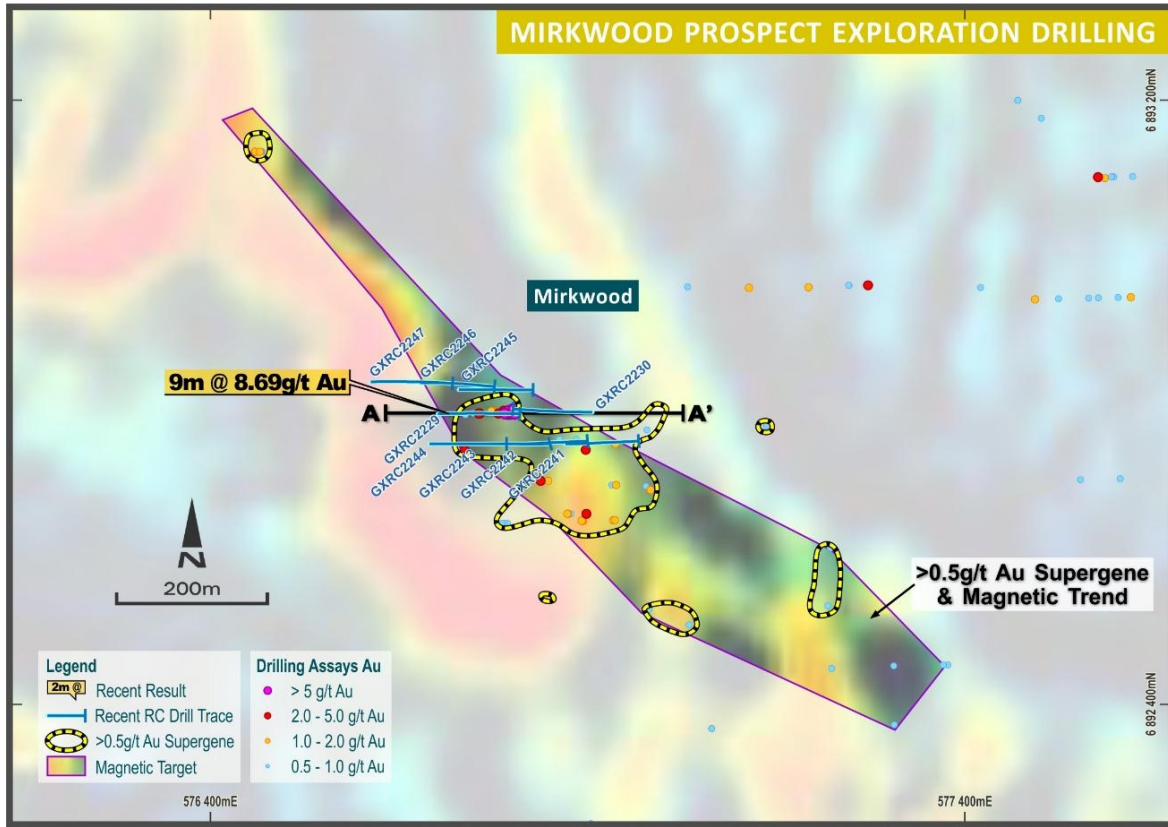 MIRKWOOD PROSPECT EXPLORATION DRILLING
6 893 200mN
Mirkwood
GXRC2247
GXRC2246
GXRC2245
GXRC2230
9m @ 8.69g/t Au
A
A'
GXRC2229
GXRC2244
GXRC2243
GXRC2242
GXRC2241
N
200m
>0.5g/t Au Supergene
& Magnetic Trend
Legend
2m @
Recent Result
Recent RC Drill Trace
>0.5g/t Au Supergene
Magnetic Target
Drilling Assays Au
> 5 g/t Au
2.0 - 5.0 g/t Au
1.0 - 2.0 g/t Au
0.5 - 1.0 g/t Au
6 892 400mN
576 400mE
577 400mE